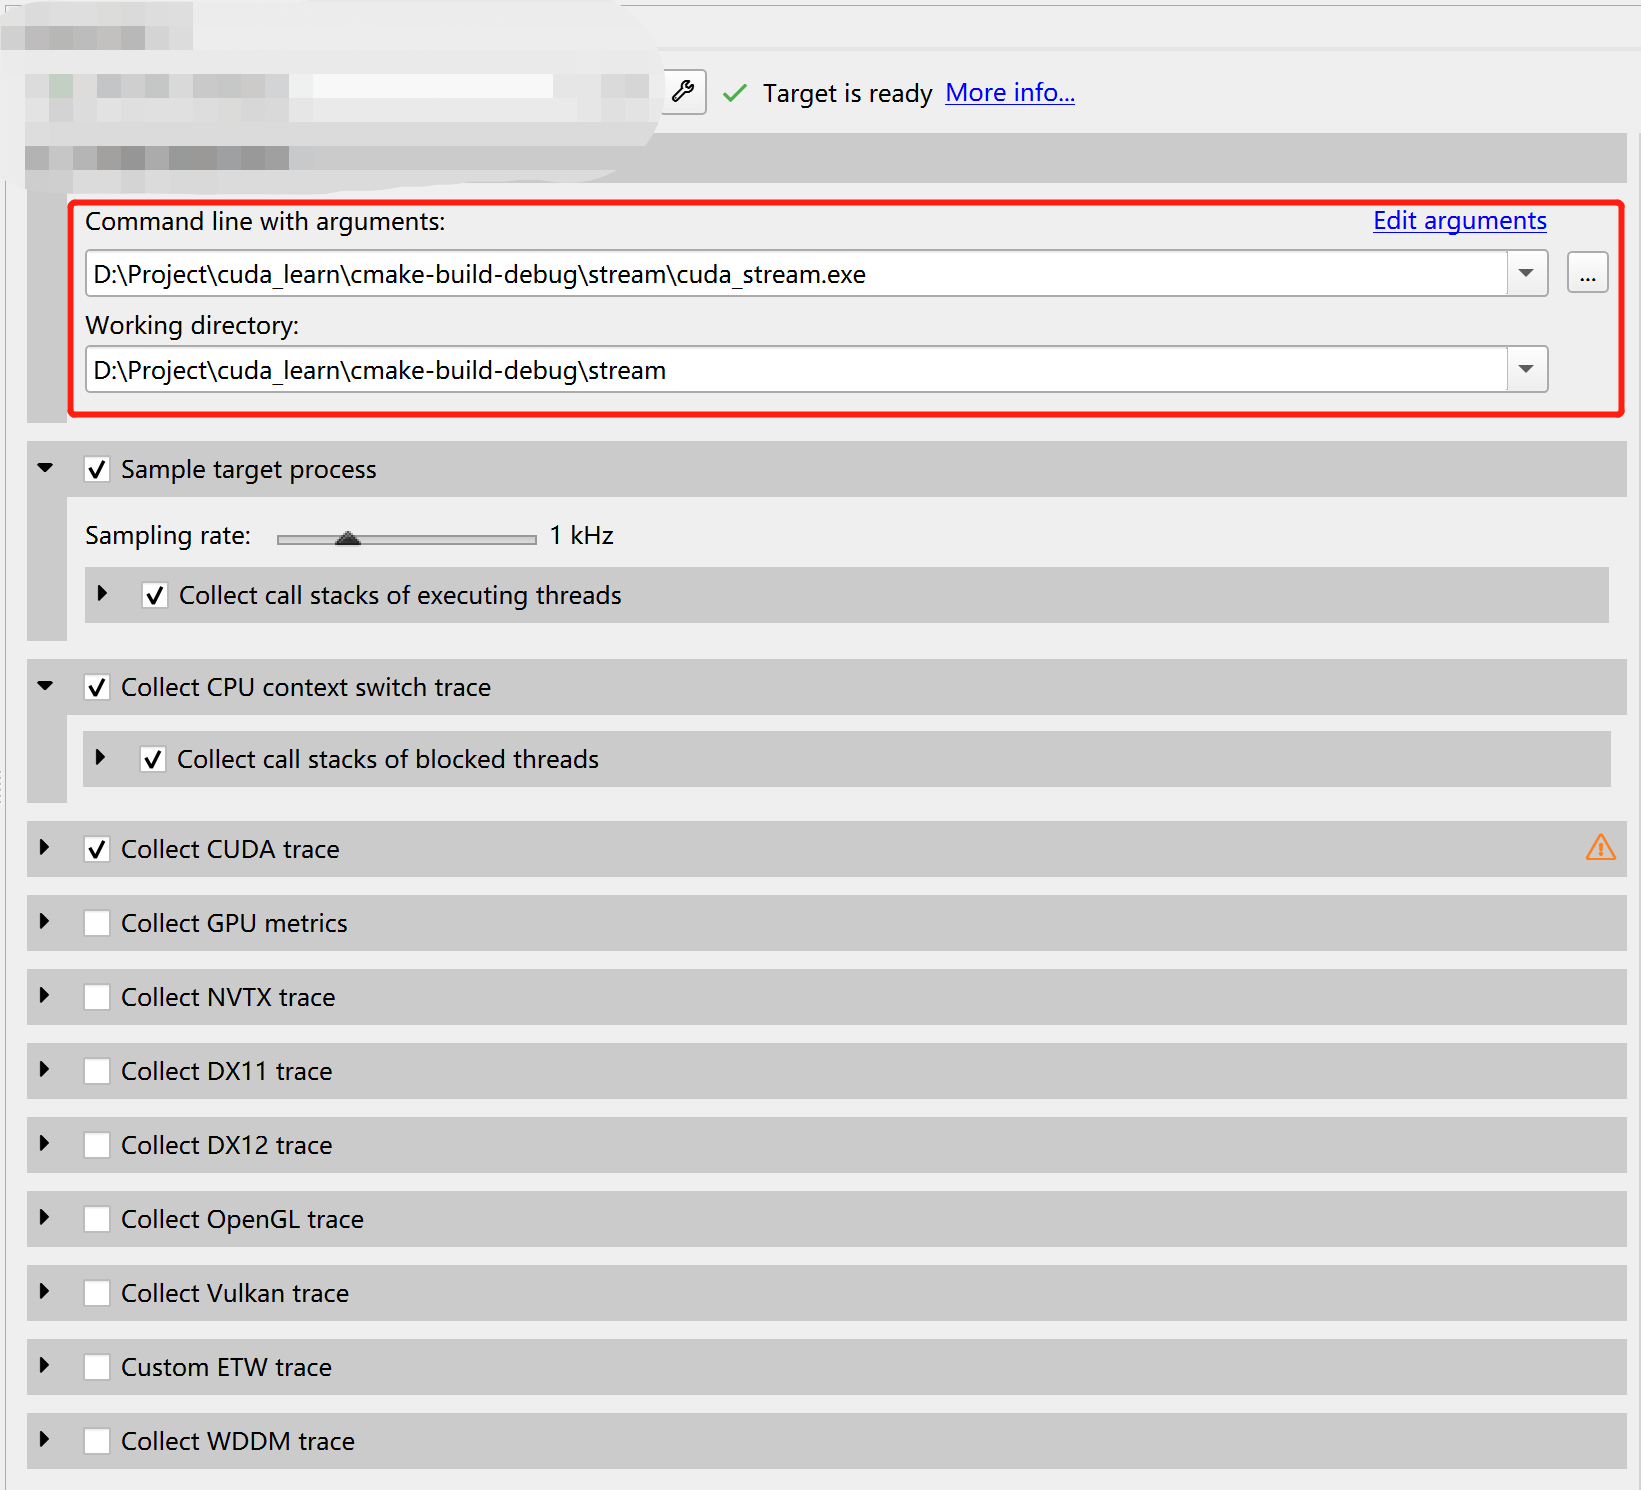 Target is ready More info...
Command line with arguments: Edit arguments
D:\Project\cuda_learn\cmake-build-debug\stream\cuda_stream.exe ...
Working directory:
D:\Project\cuda_learn\cmake-build-debug\stream
Sample target process
Sampling rate: 1 kHz
Collect call stacks of executing threads
Collect CPU context switch trace
Collect call stacks of blocked threads
Collect CUDA trace
Collect GPU metrics
Collect NVTX trace
Collect DX11 trace
Collect DX12 trace
Collect OpenGL trace
Collect Vulkan trace
Custom ETW trace
Collect WDDM trace